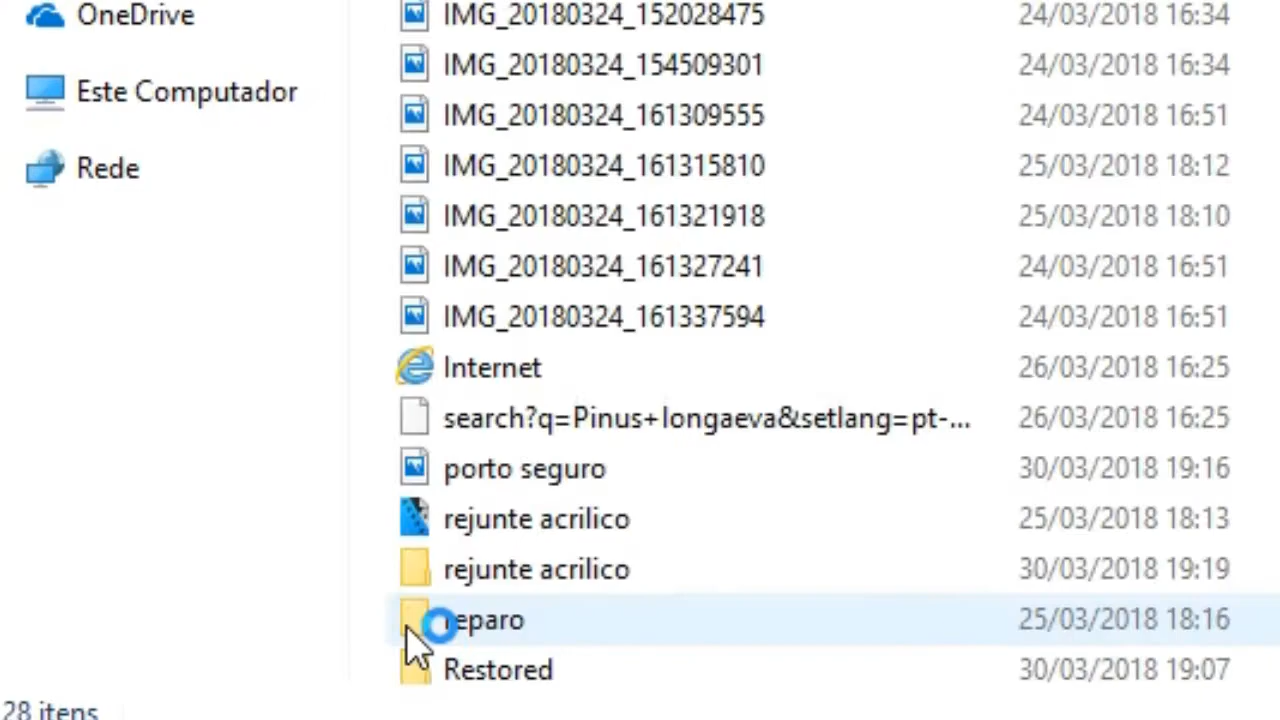 OneDrive
Este Computador
Rede
IMG_20180324_152028475 24/03/2018 16:34
IMG_20180324_154509301 24/03/2018 16:34
IMG_20180324_161309555 24/03/2018 16:51
IMG_20180324_161315810 25/03/2018 18:12
IMG_20180324_161321918 25/03/2018 18:10
IMG_20180324_161327241 24/03/2018 16:51
IMG_20180324_161337594 24/03/2018 16:51
Internet 26/03/2018 16:25
search?q=Pinus+longaeva&setlang=pt-... 26/03/2018 16:25
porto seguro 30/03/2018 19:16
rejunte acrilico 25/03/2018 18:13
rejunte acrilico 30/03/2018 19:19
reparo 25/03/2018 18:16
Restored 30/03/2018 19:07
28 itens